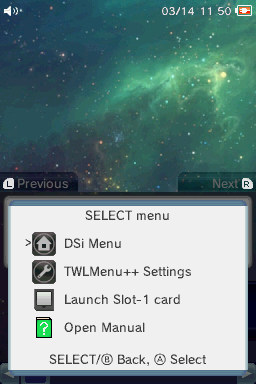 03/14 11 50
L Previous
Next R
SELECT menu
> DSi Menu
TWLMenu++ Settings
Launch Slot-1 card
? Open Manual
SELECT/Ⓑ Back, Ⓐ Select